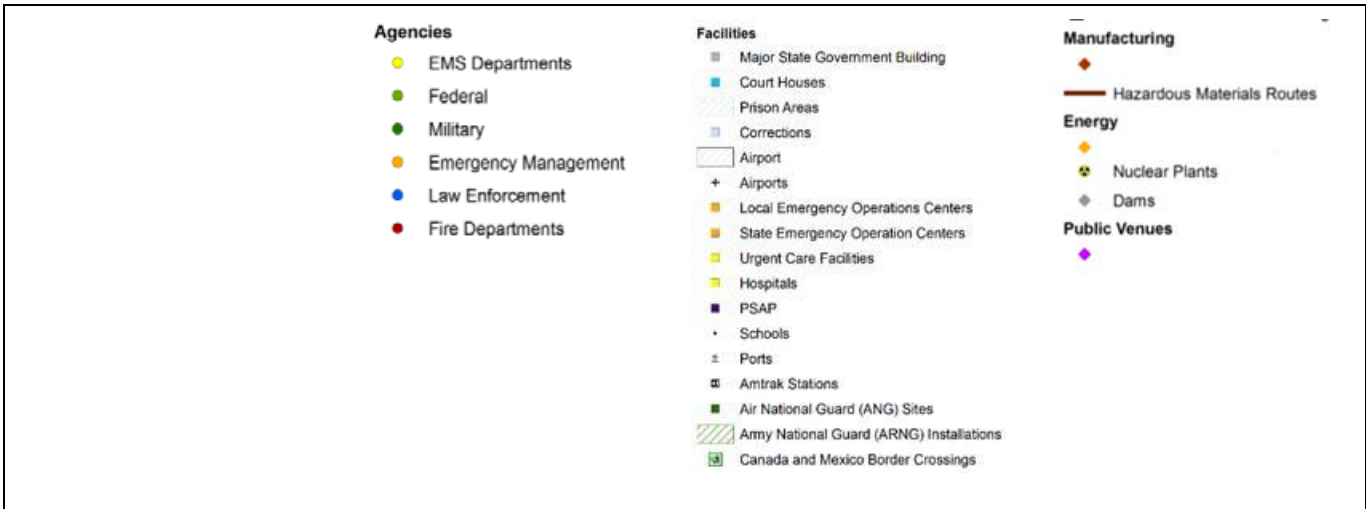 Agencies
EMS Departments
Federal
Military
Emergency Management
Law Enforcement
Fire Departments
Facilities
Major State Government Building
Court Houses
Prison Areas
Corrections
Airport
Airports
Local Emergency Operations Centers
State Emergency Operation Centers
Urgent Care Facilities
Hospitals
PSAP
Schools
Ports
Amtrak Stations
Air National Guard (ANG) Sites
Army National Guard (ARNG) Installations
Canada and Mexico Border Crossings
Manufacturing
Hazardous Materials Routes
Energy
Nuclear Plants
Dams
Public Venues